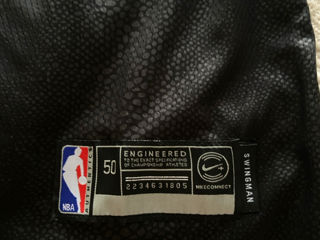 NBA
AUTHENTICS
50
ENGINEERED
TO THE EXACT SPECIFICATIONS
OF CHAMPIONSHIP ATHLETES
2234631805
NIKECONNECT
SWINGMAN